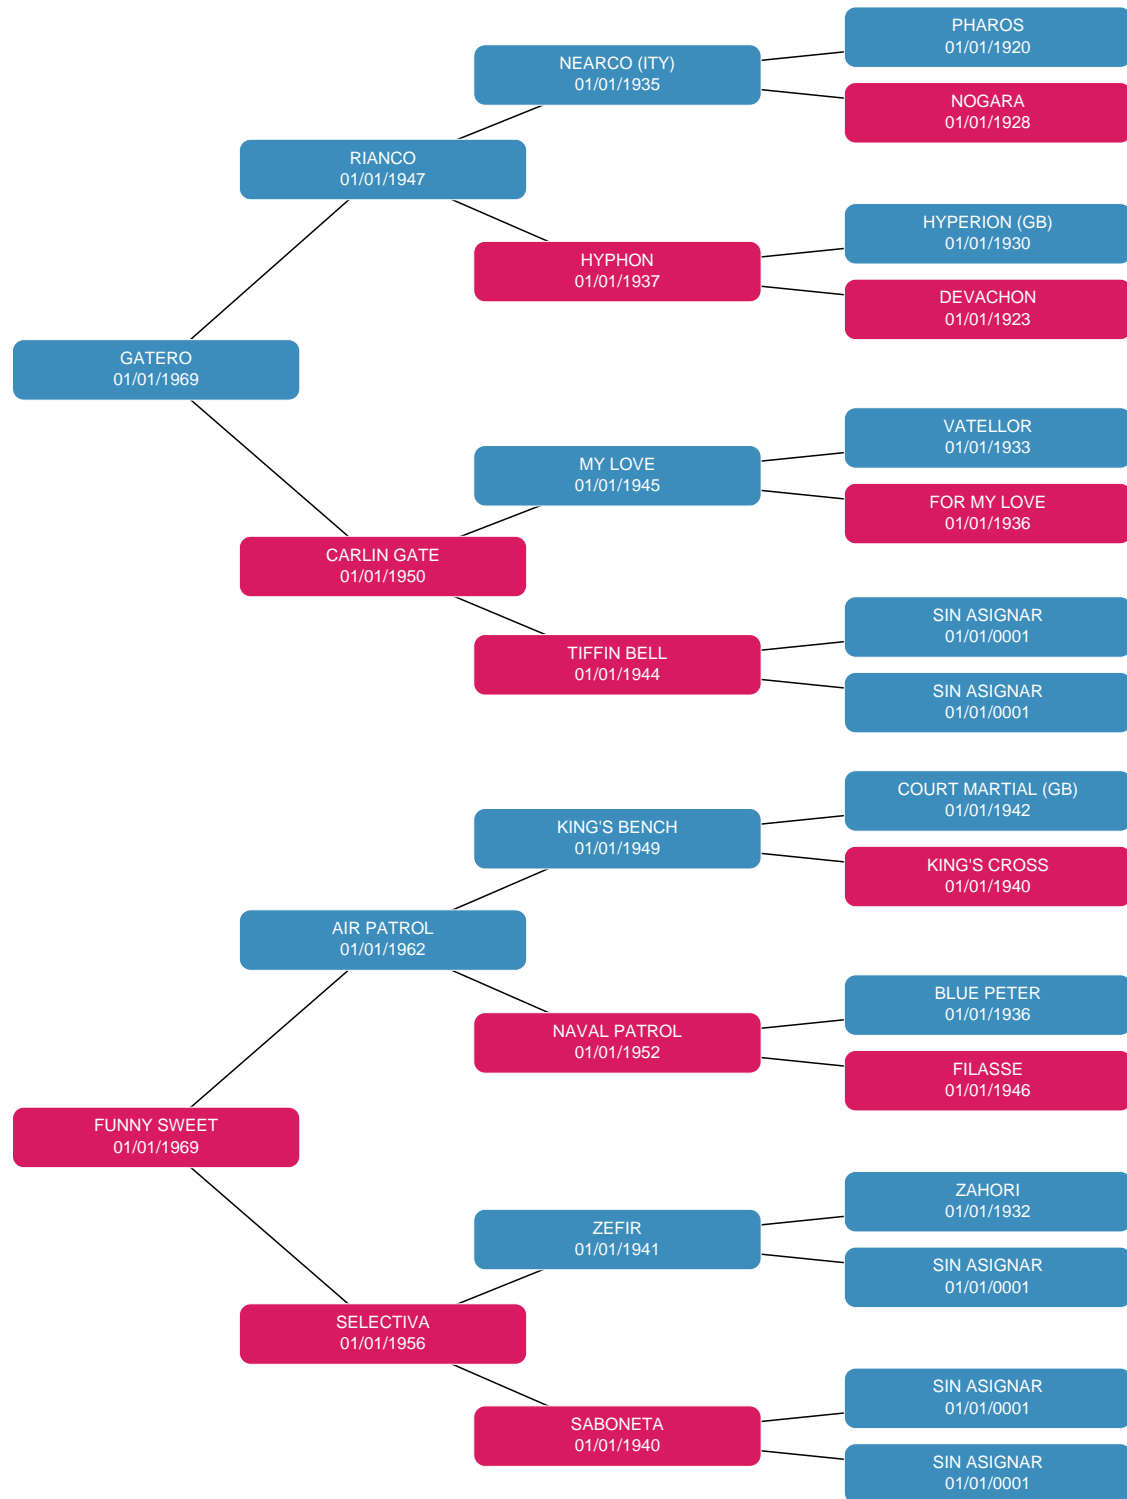 PHAROS
01/01/1920
NEARCO (ITY)
01/01/1935
NOGARA
01/01/1928
RIANCO
01/01/1947
HYPERION (GB)
01/01/1930
HYPHON
01/01/1937
DEVACHON
01/01/1923
GATERO
01/01/1969
VATELLOR
01/01/1933
MY LOVE
01/01/1945
FOR MY LOVE
01/01/1936
CARLIN GATE
01/01/1950
SIN ASIGNAR
01/01/0001
TIFFIN BELL
01/01/1944
SIN ASIGNAR
01/01/0001
COURT MARTIAL (GB)
01/01/1942
KING'S BENCH
01/01/1949
KING'S CROSS
01/01/1940
AIR PATROL
01/01/1962
BLUE PETER
01/01/1936
NAVAL PATROL
01/01/1952
FILASSE
01/01/1946
FUNNY SWEET
01/01/1969
ZAHORI
01/01/1932
ZEFIR
01/01/1941
SIN ASIGNAR
01/01/0001
SELECTIVA
01/01/1956
SIN ASIGNAR
01/01/0001
SABONETA
01/01/1940
SIN ASIGNAR
01/01/0001